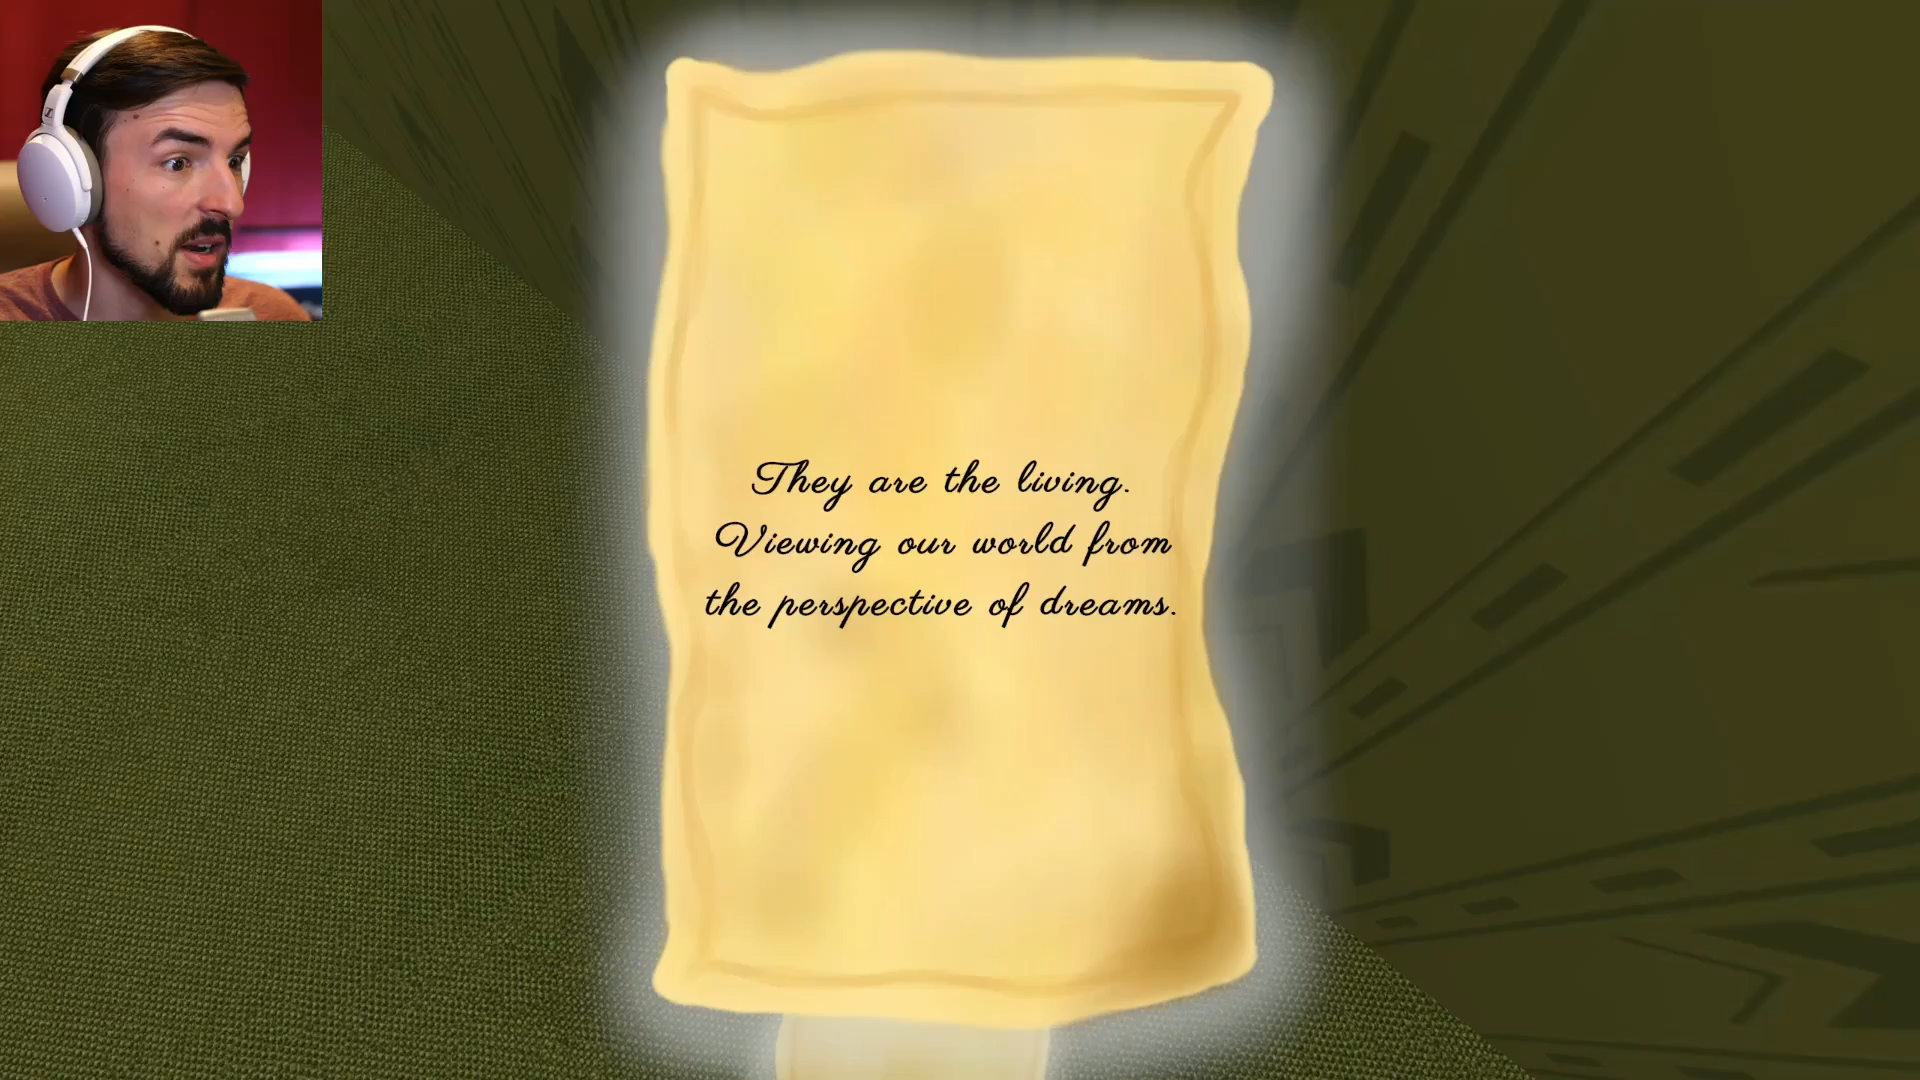 They are the living.
Viewing our world from
the perspective of dreams.